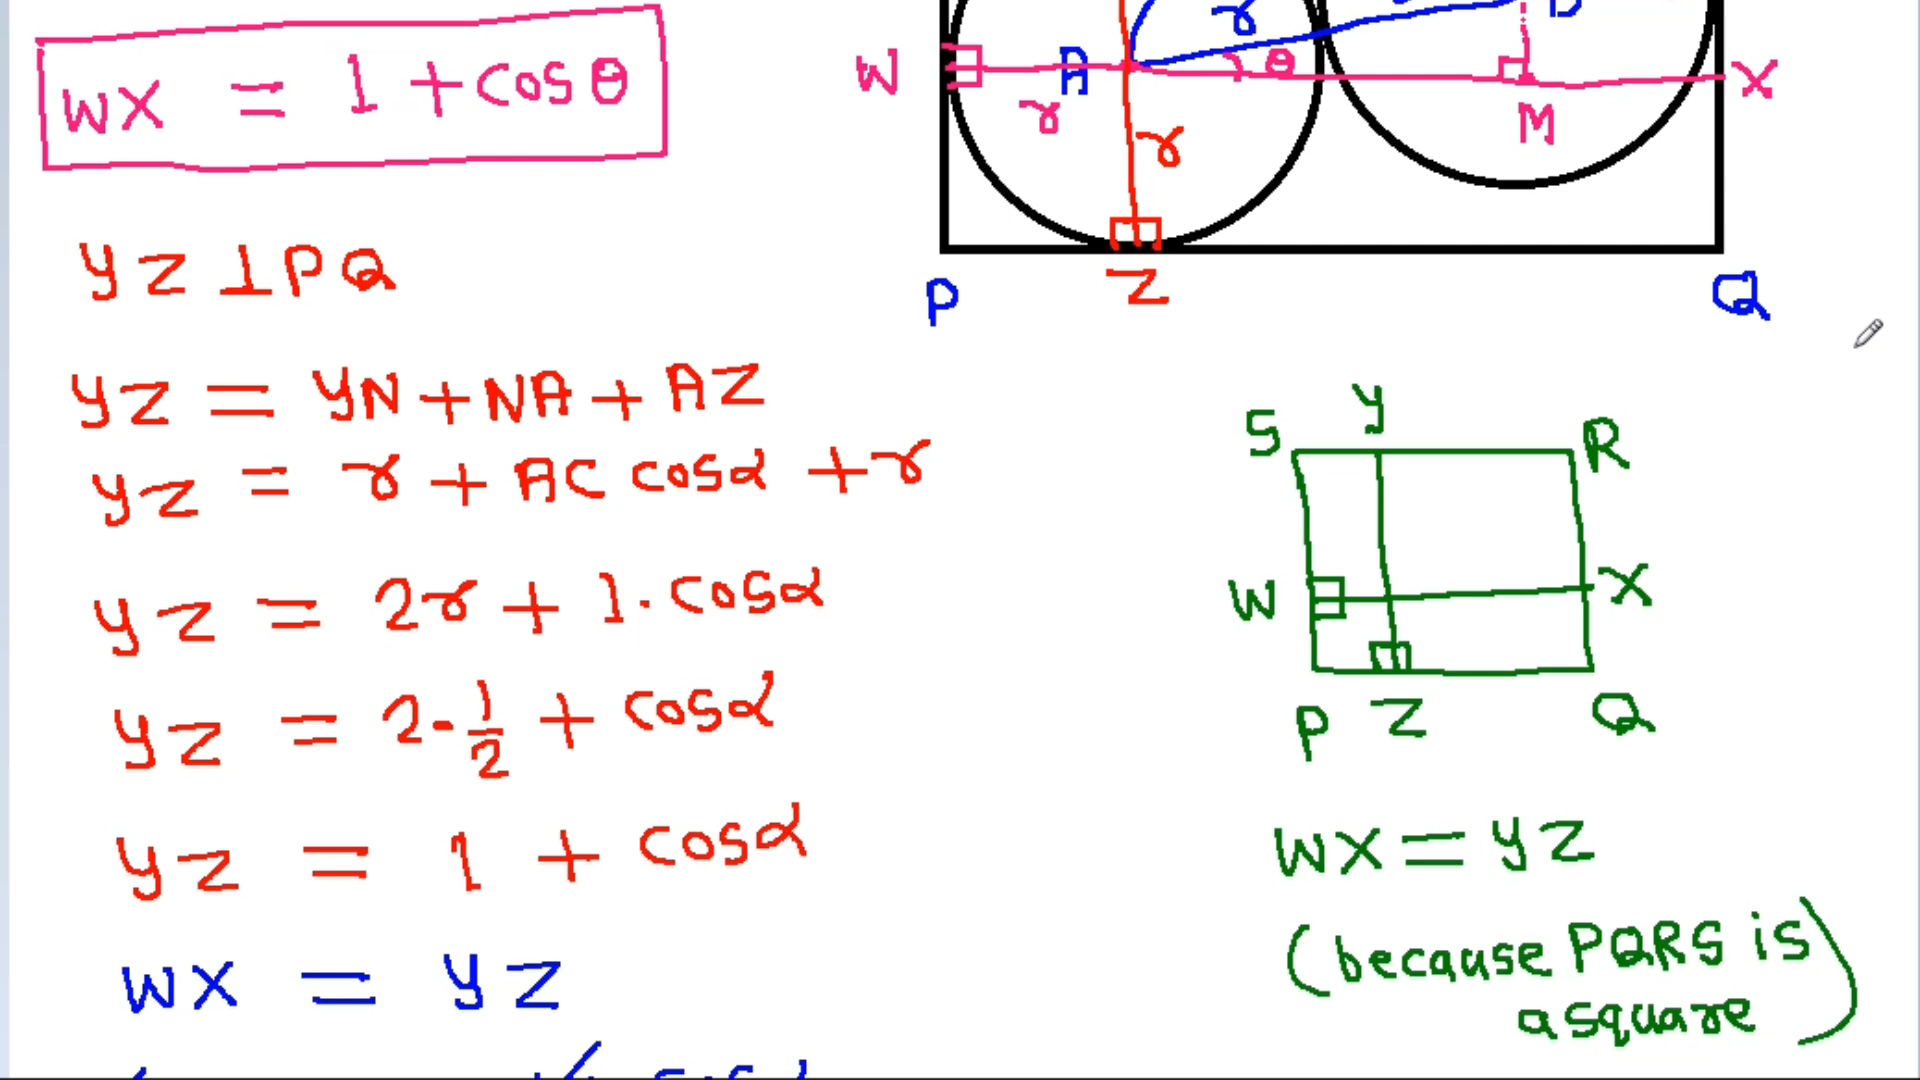 WX = 1 + cosθ
YZ ⊥ PQ
YZ = YN + NA + AZ
YZ = r + AC cosα + r
YZ = 2r + 1. cosα
YZ = 2 · 1/2 + cosα
YZ = 1 + cosα
WX = YZ
r
W A θ X
r
M
r
P Z Q
S Y R
W X
P Z Q
WX = YZ
(because PQRS is
a square)